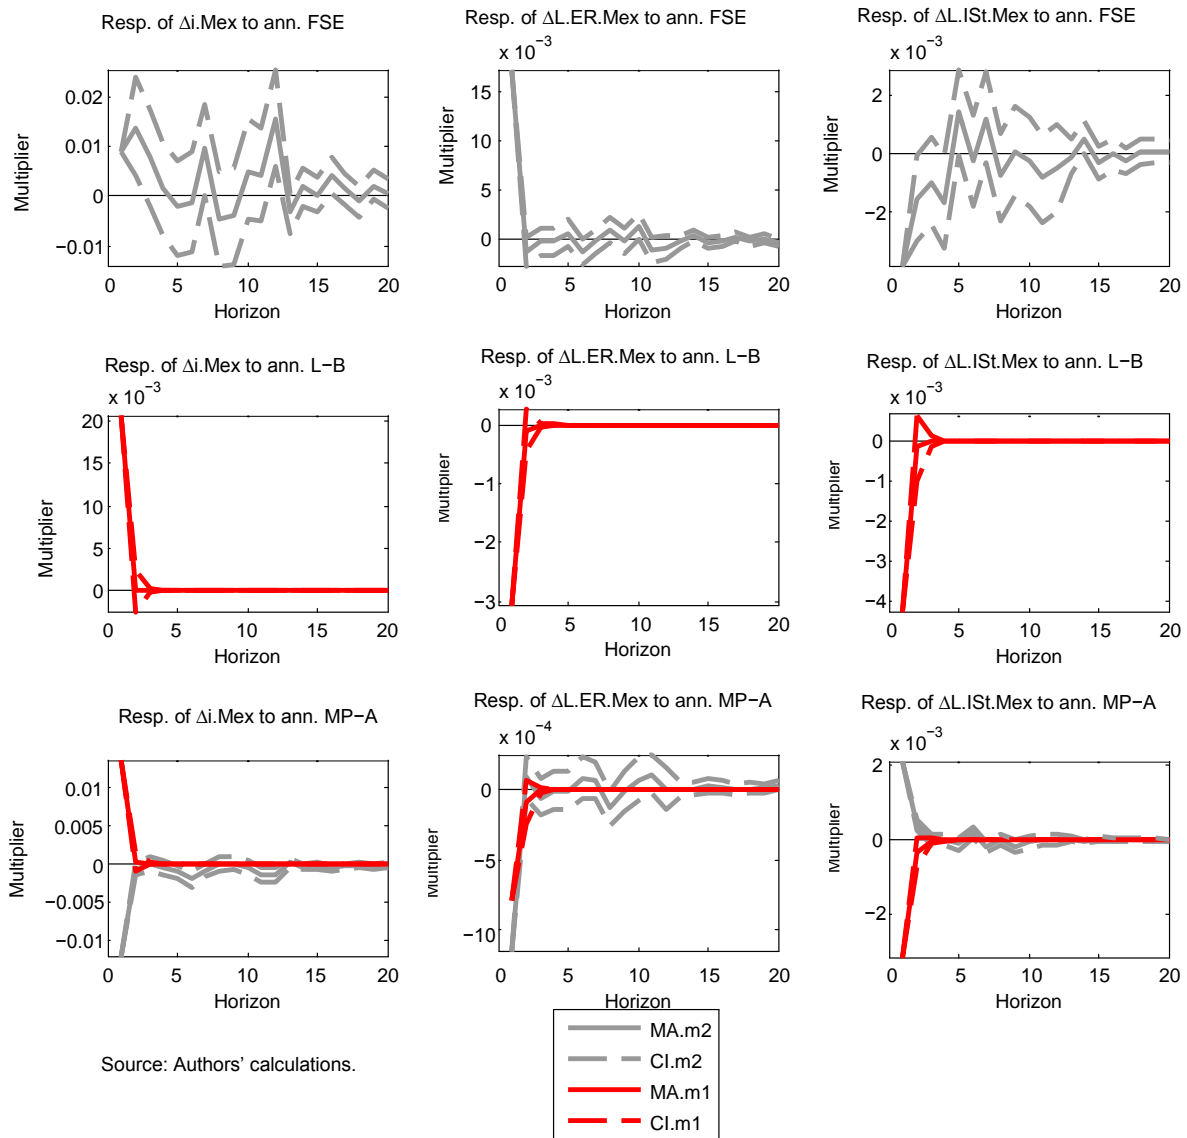 Resp. of Δi.Mex to ann. FSE
Multiplier
0.02
0.01
0
−0.01
0 5 10 15 20
Horizon
Resp. of ΔL.ER.Mex to ann. FSE
x 10 −3
Multiplier
15
10
5
0
0 5 10 15 20
Horizon
Resp. of ΔL.ISt.Mex to ann. FSE
x 10 −3
Multiplier
2
0
−2
0 5 10 15 20
Horizon
Resp. of Δi.Mex to ann. L−B
x 10 −3
Multiplier
20
15
10
5
0
0 5 10 15 20
Horizon
Resp. of ΔL.ER.Mex to ann. L−B
x 10 −3
Multiplier
0
−1
−2
−3
0 5 10 15 20
Horizon
Resp. of ΔL.ISt.Mex to ann. L−B
x 10 −3
Multiplier
0
−1
−2
−3
−4
0 5 10 15 20
Horizon
Resp. of Δi.Mex to ann. MP−A
Multiplier
0.01
0.005
0
−0.005
−0.01
0 5 10 15 20
Horizon
Resp. of ΔL.ER.Mex to ann. MP−A
x 10 −4
Multiplier
0
−5
−10
0 5 10 15 20
Horizon
Resp. of ΔL.ISt.Mex to ann. MP−A
x 10 −3
Multiplier
2
0
−2
0 5 10 15 20
Horizon
MA.m2
CI.m2
MA.m1
CI.m1
Source: Authors’ calculations.